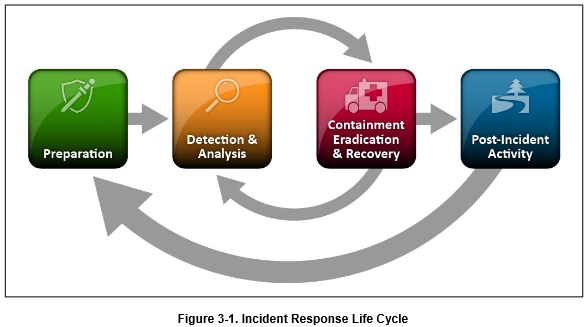 Preparation
Detection &
Analysis
Containment
Eradication
& Recovery
Post-Incident
Activity
Figure 3-1. Incident Response Life Cycle